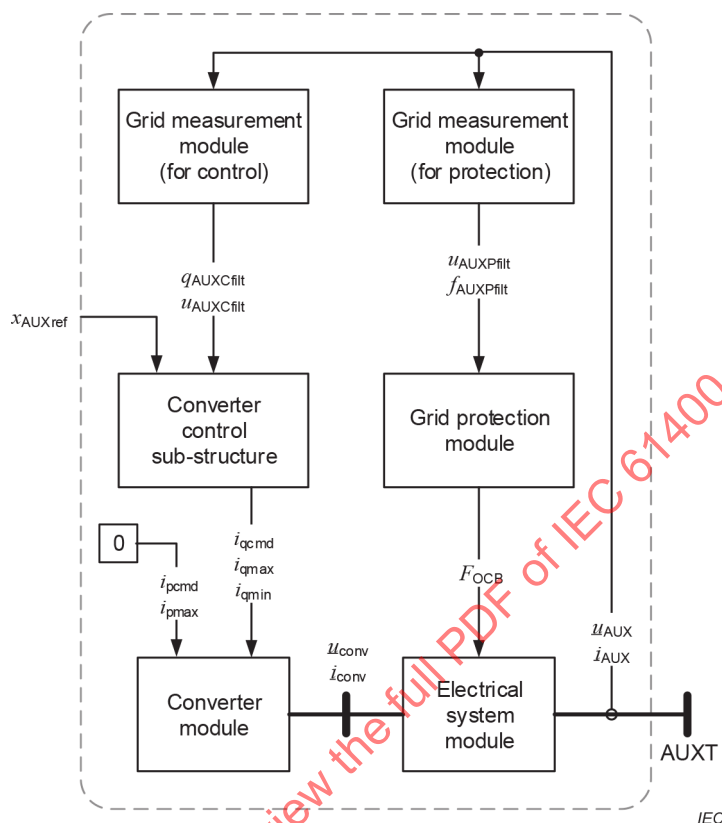 Grid measurement
module
(for control)
Grid measurement
module
(for protection)
qAUXCfilt
uAUXCfilt
uAUXPfilt
fAUXPfilt
xAUXref
Converter
control
sub-structure
Grid protection
module
0
ipcmd
ipmax
iqcmd
iqmax
iqmin
FOCB
uAUX
iAUX
uconv
iconv
Converter
module
Electrical
system
module
AUXT
iew the full PDF of IEC 61400
IEC